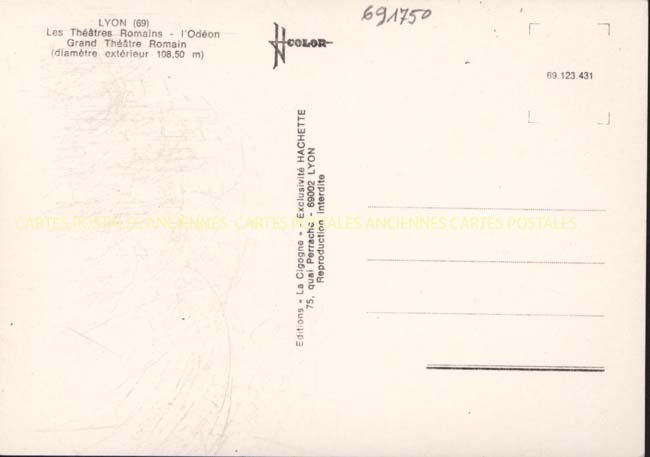 LYON (69)
Les Théâtres Romains - l'Odéon
Grand Théâtre Romain
(diamètre extérieur 108,50 m)
691750
COLOR
69.123.431
Editions « La Cigogne » - Exclusivité HACHETTE
75, quai Perrache - 69002 LYON
Reproduction interdite
CARTES POSTALES ANCIENNES CARTES POSTALES ANCIENNES CARTES POSTALES